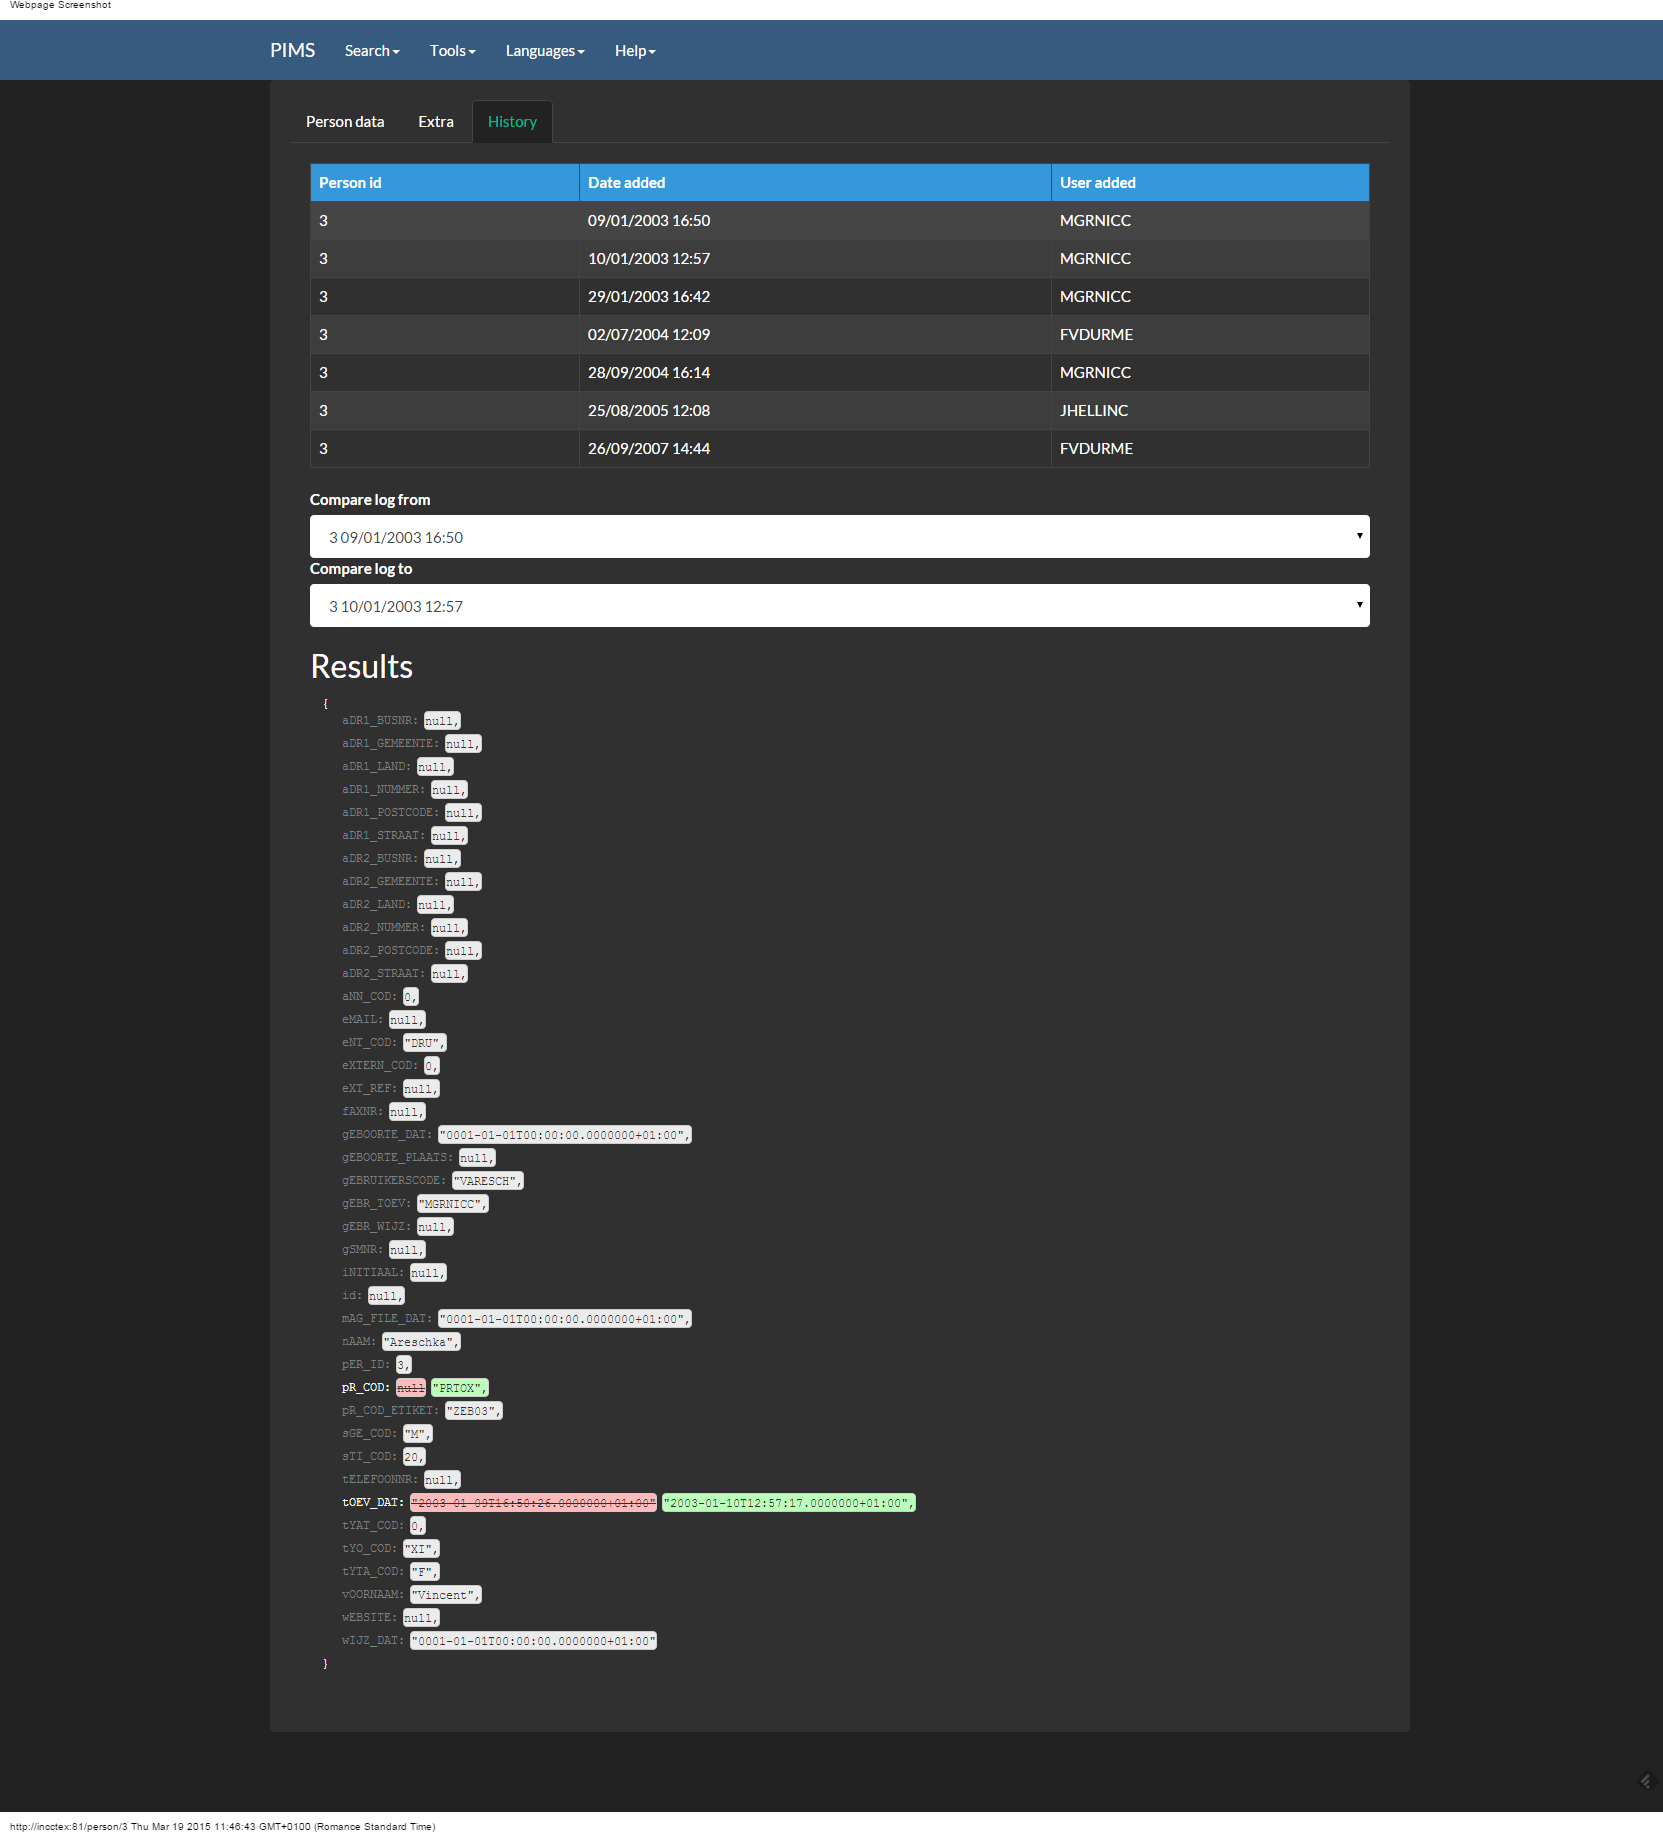 Webpage Screenshot
PIMS Search Tools Languages Help
Person data Extra History
Person id Date added User added
3 09/01/2003 16:50 MGRNICC
3 10/01/2003 12:57 MGRNICC
3 29/01/2003 16:42 MGRNICC
3 02/07/2004 12:09 FVDURME
3 28/09/2004 16:14 MGRNICC
3 25/08/2005 12:08 JHELLINC
3 26/09/2007 14:44 FVDURME
Compare log from
3 09/01/2003 16:50
Compare log to
3 10/01/2003 12:57
Results
{
aDR1_BUSNR: null,
aDR1_GEMEENTE: null,
aDR1_LAND: null,
aDR1_NUMMER: null,
aDR1_POSTCODE: null,
aDR1_STRAAT: null,
aDR2_BUSNR: null,
aDR2_GEMEENTE: null,
aDR2_LAND: null,
aDR2_NUMMER: null,
aDR2_POSTCODE: null,
aDR2_STRAAT: null,
aNN_COD: 0,
eMAIL: null,
eNT_COD: "DRU",
eXTERN_COD: 0,
eXT_REF: null,
fAXNR: null,
gEBOORTE_DAT: "0001-01-01T00:00:00.0000000+01:00",
gEBOORTE_PLAATS: null,
gEBRUIKERSCODE: "VARESCH",
gEBR_TOEV: "MGRNICC",
gEBR_WIJZ: null,
gSMNR: null,
iNITIAAL: null,
id: null,
mAG_FILE_DAT: "0001-01-01T00:00:00.0000000+01:00",
nAAM: "Areschka",
pER_ID: 3,
pR_COD: null "PRTOX",
pR_COD_ETIKET: "ZEB03",
sGE_COD: "M",
sTI_COD: 20,
tELEFOONNR: null,
tOEV_DAT: "2003-01-09T16:50:26.0000000+01:00" "2003-01-10T12:57:17.0000000+01:00",
tYAT_COD: 0,
tYO_COD: "XI",
tYTA_COD: "F",
vOORNAAM: "Vincent",
wEBSITE: null,
wIJZ_DAT: "0001-01-01T00:00:00.0000000+01:00"
}
http://incctex:81/person/3 Thu Mar 19 2015 11:46:43 GMT+0100 (Romance Standard Time)